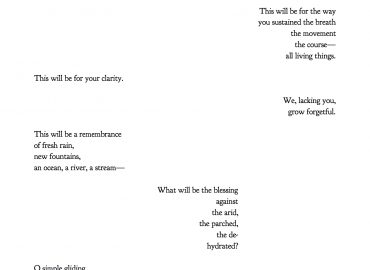 This will be for the way
you sustained the breath
the movement
the course—
all living things.
This will be for your clarity.
We, lacking you,
grow forgetful.
This will be a remembrance
of fresh rain,
new fountains,
an ocean, a river, a stream—
What will be the blessing
against
the arid,
the parched,
the de-
hydrated?
O simple gliding